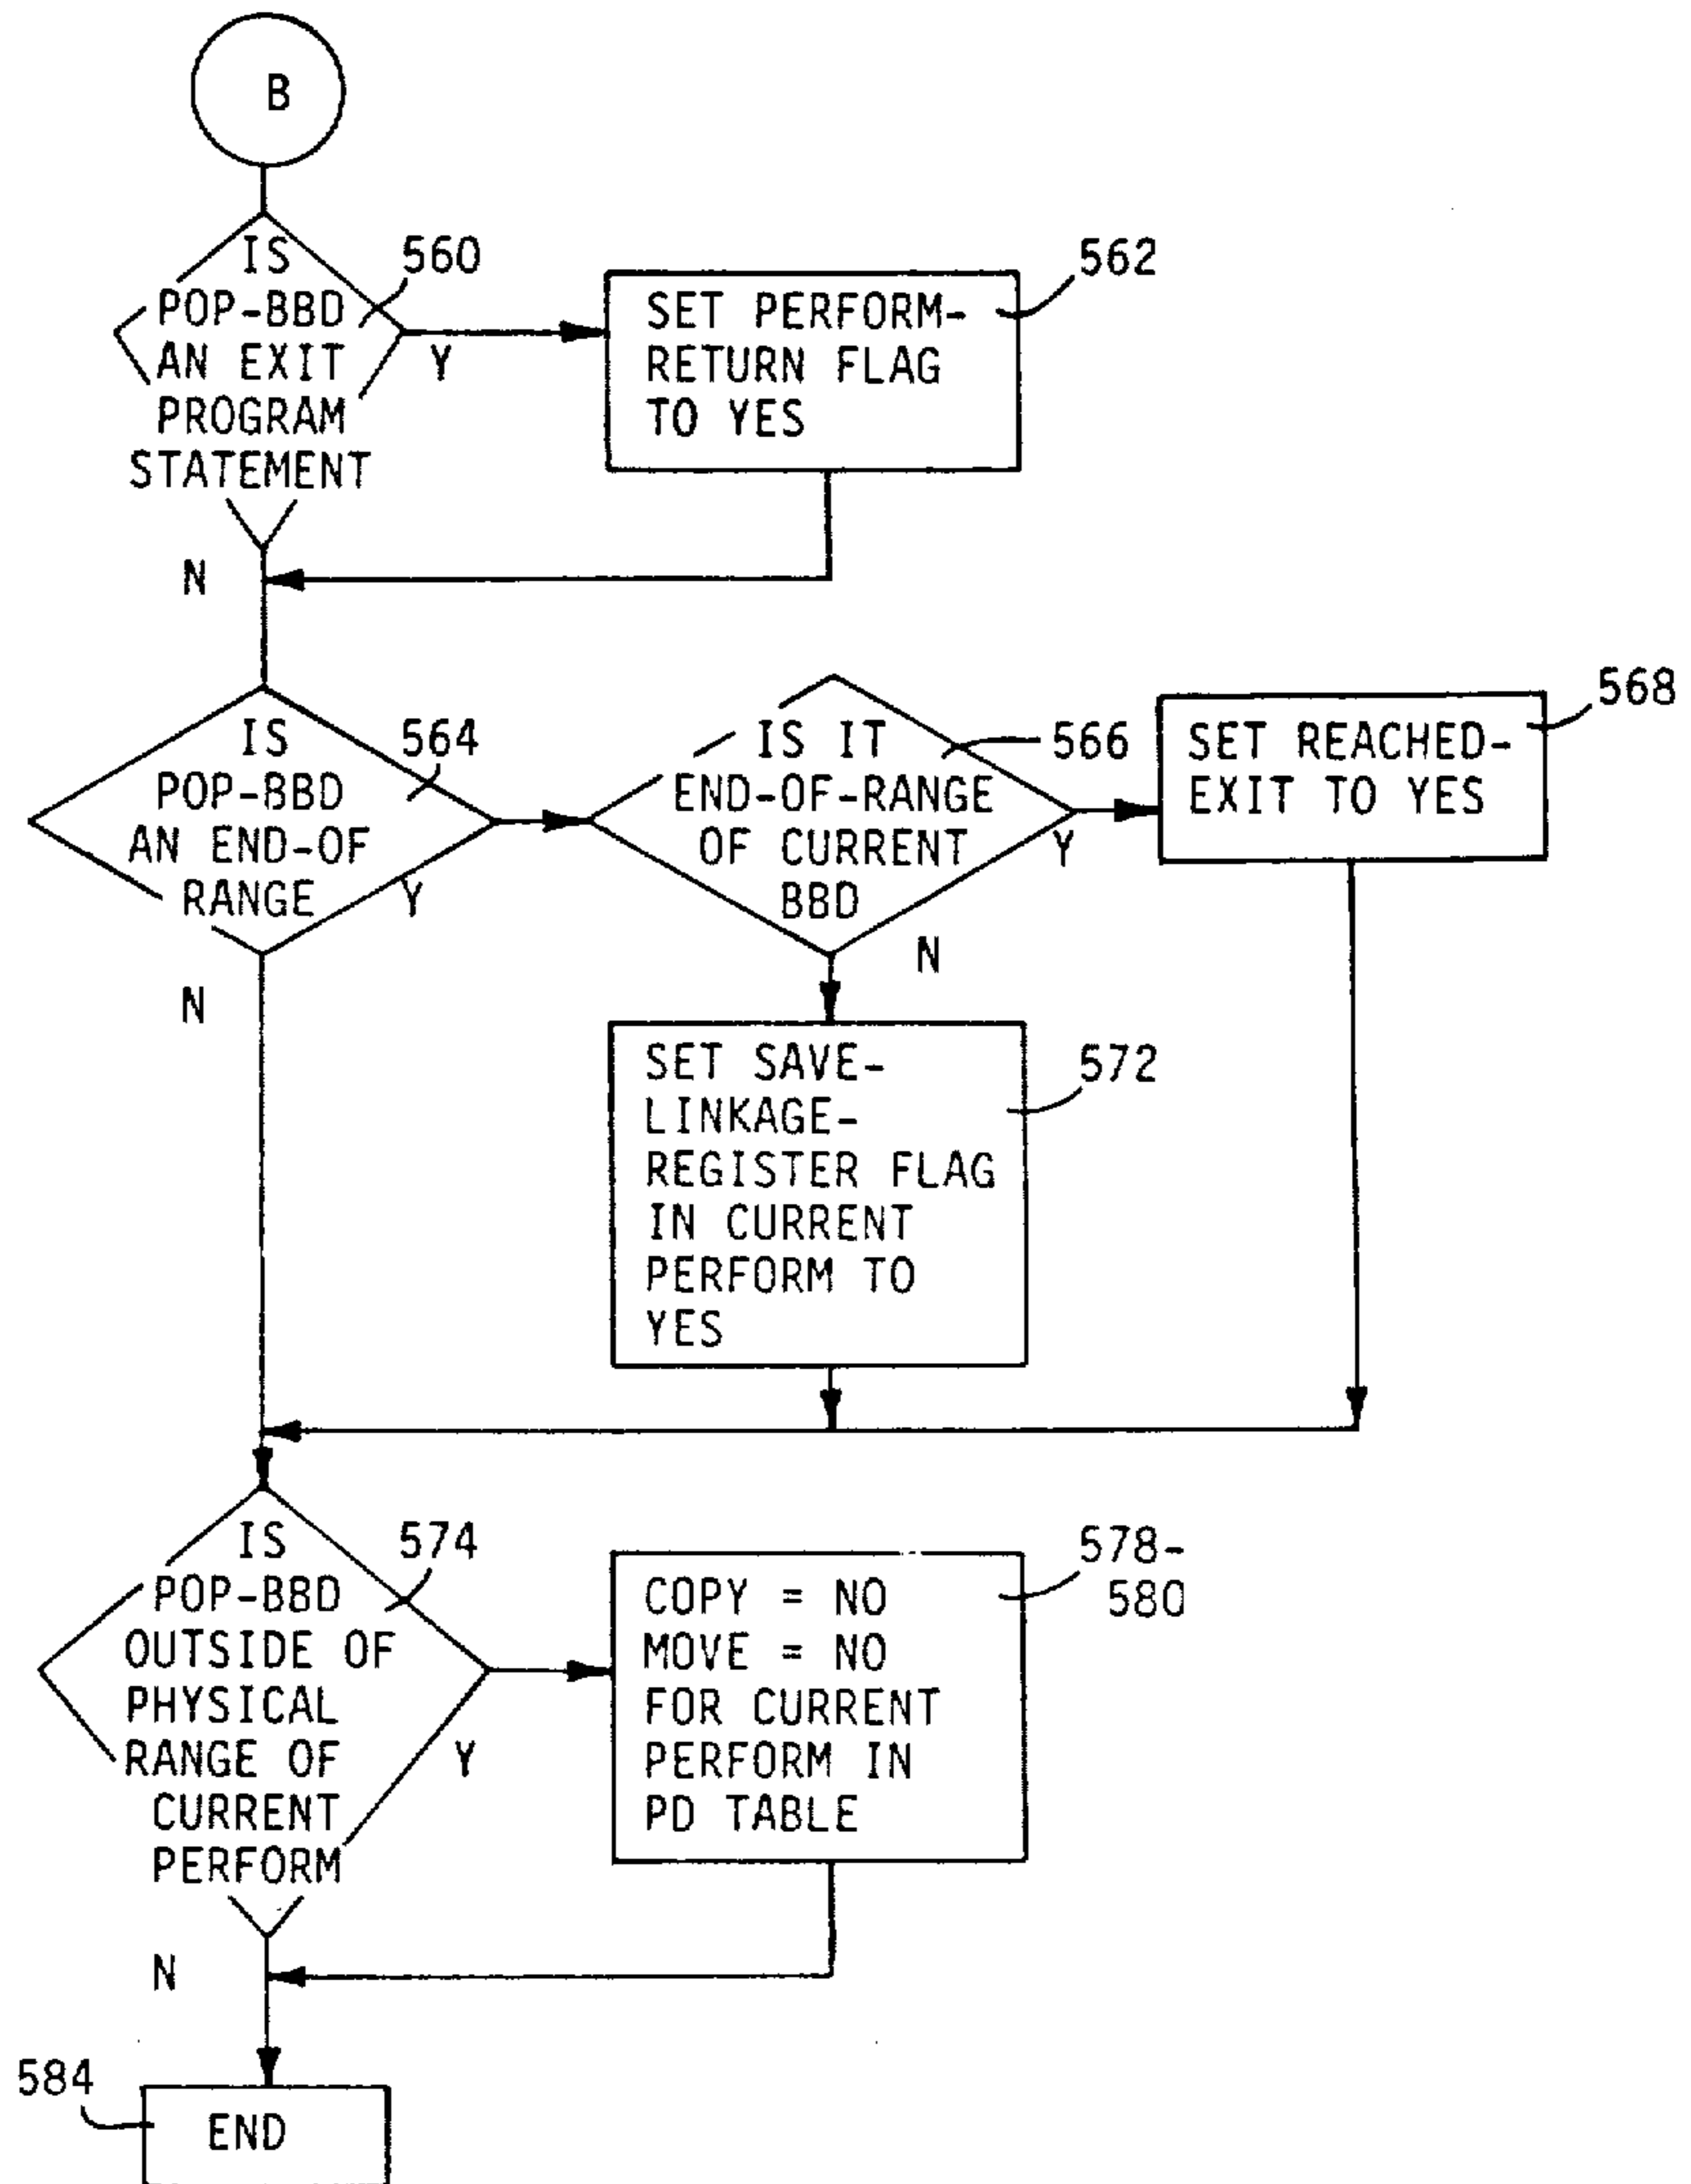 B
IS
POP-BBD
AN EXIT
PROGRAM
STATEMENT
560
Y
N
SET PERFORM-
RETURN FLAG
TO YES
562
IS
POP-BBD
AN END-OF
RANGE
564
Y
N
IS IT
END-OF-RANGE
OF CURRENT
BBD
566
Y
N
SET REACHED-
EXIT TO YES
568
SET SAVE-
LINKAGE-
REGISTER FLAG
IN CURRENT
PERFORM TO
YES
572
IS
POP-BBD
OUTSIDE OF
PHYSICAL
RANGE OF
CURRENT
PERFORM
574
Y
N
COPY = NO
MOVE = NO
FOR CURRENT
PERFORM IN
PD TABLE
578-
580
584
END